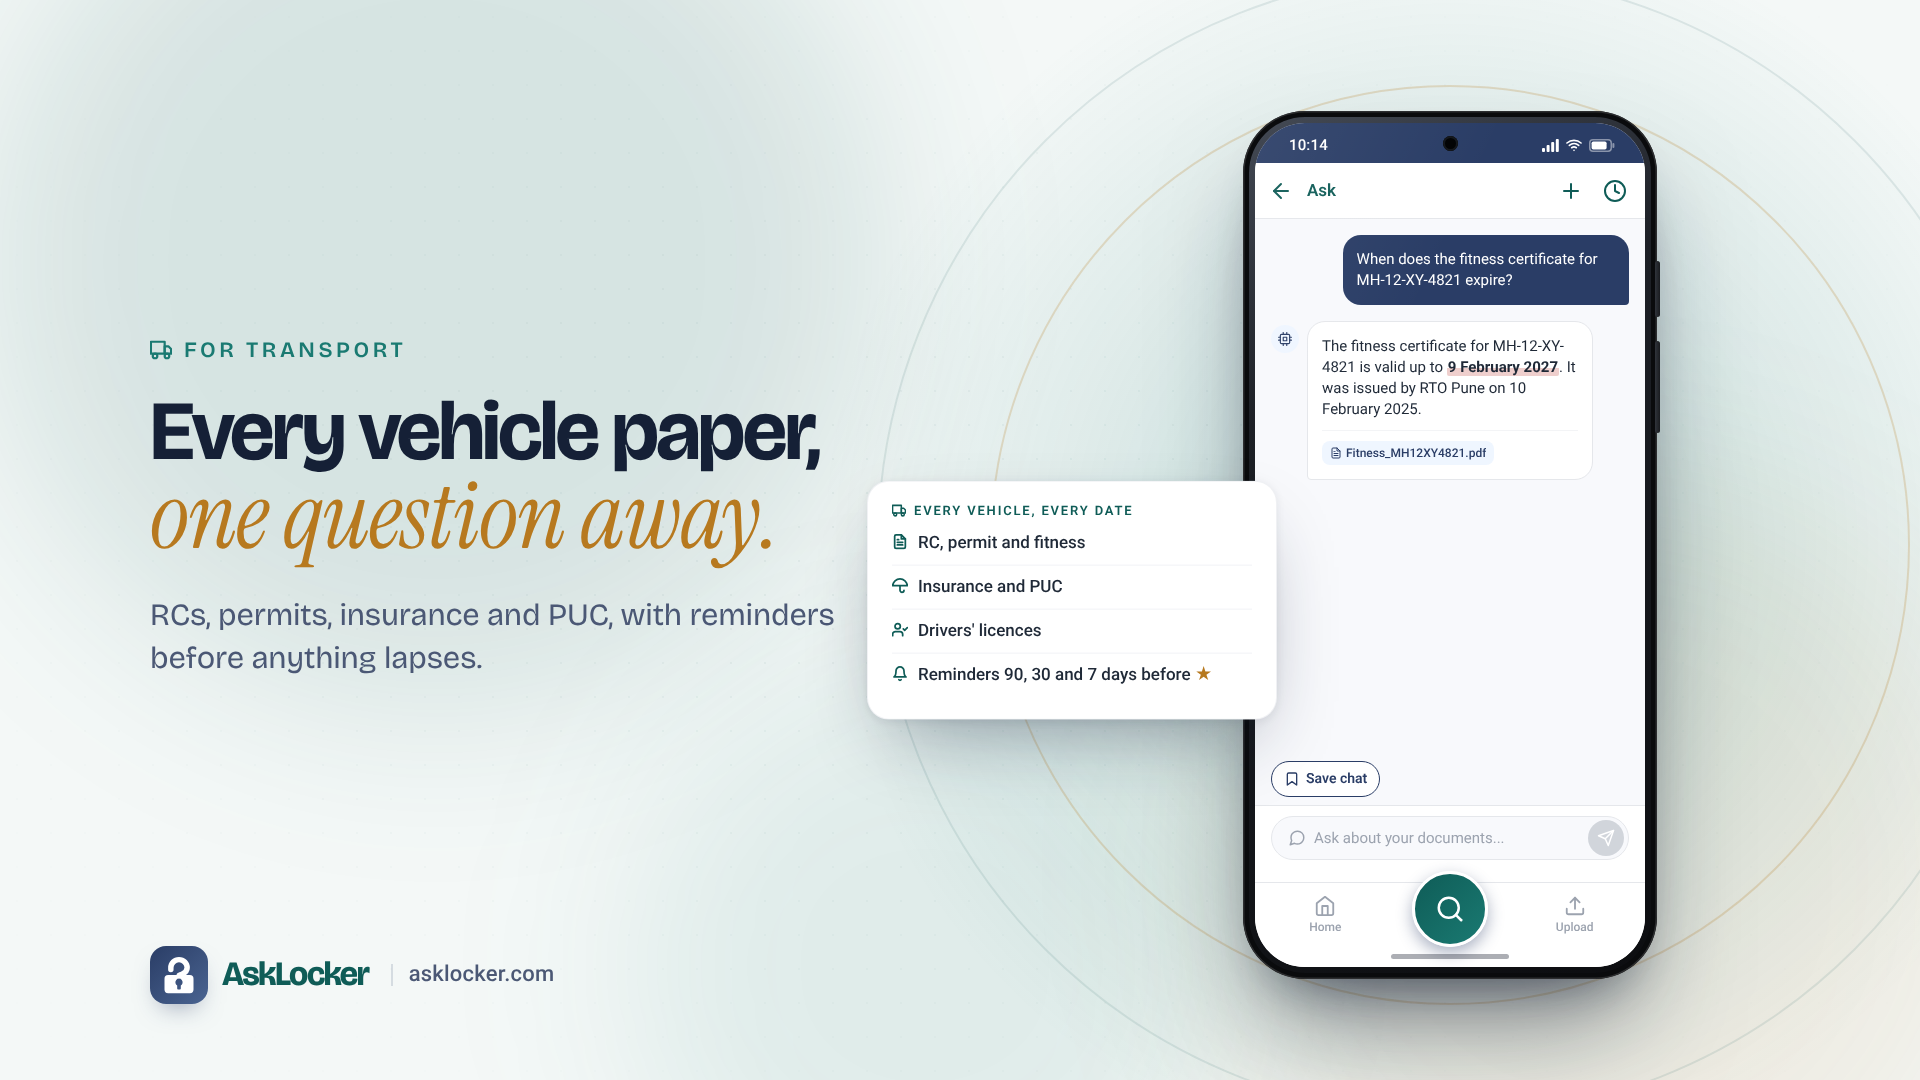 FOR TRANSPORT
Every vehicle paper,
one question away.
RCs, permits, insurance and PUC, with reminders
before anything lapses.
AskLocker
asklocker.com
EVERY VEHICLE, EVERY DATE
RC, permit and fitness
Insurance and PUC
Drivers' licences
Reminders 90, 30 and 7 days before ★
10:14
Ask
When does the fitness certificate for
MH-12-XY-4821 expire?
The fitness certificate for MH-12-XY-
4821 is valid up to 9 February 2027. It
was issued by RTO Pune on 10
February 2025.
Fitness_MH12XY4821.pdf
Save chat
Ask about your documents...
Home
Upload